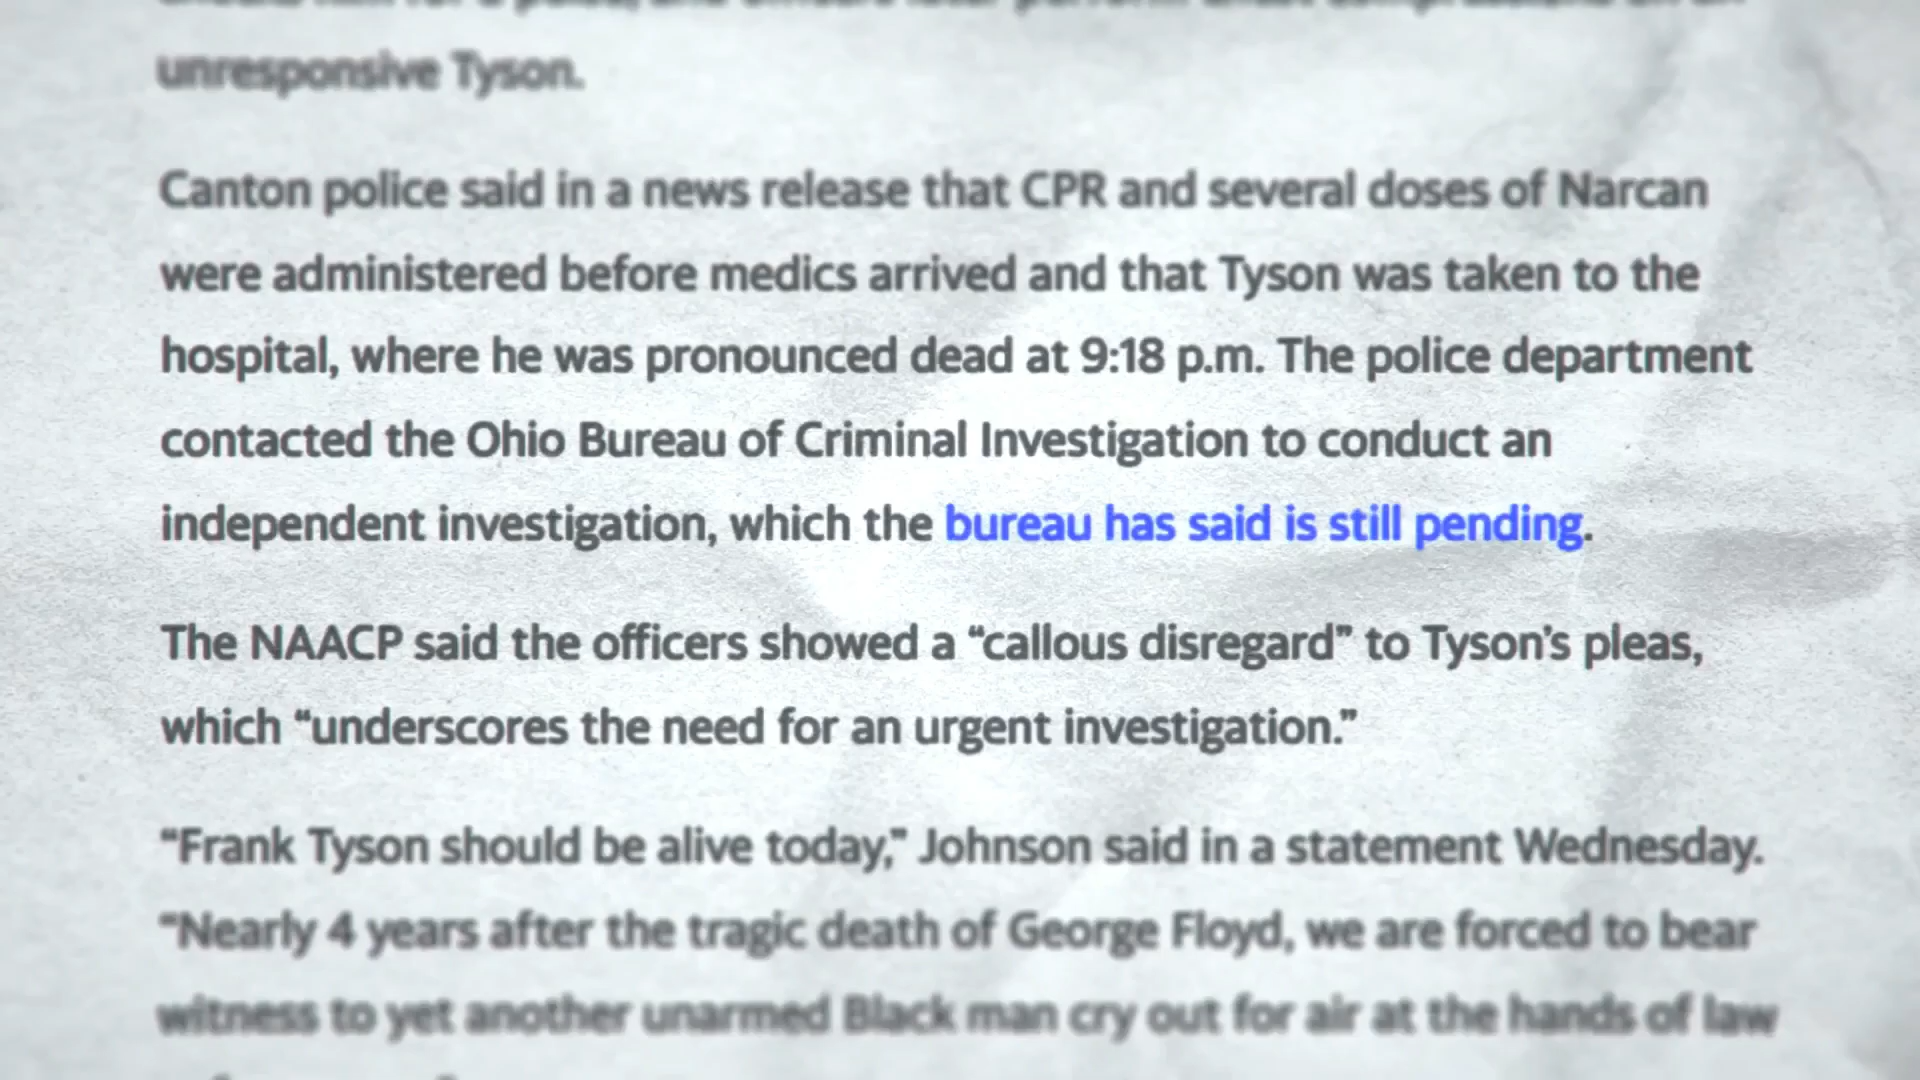 unresponsive Tyson.
Canton police said in a news release that CPR and several doses of Narcan
were administered before medics arrived and that Tyson was taken to the
hospital, where he was pronounced dead at 9:18 p.m. The police department
contacted the Ohio Bureau of Criminal Investigation to conduct an
independent investigation, which the bureau has said is still pending.
The NAACP said the officers showed a “callous disregard” to Tyson’s pleas,
which “underscores the need for an urgent investigation.”
“Frank Tyson should be alive today,” Johnson said in a statement Wednesday.
“Nearly 4 years after the tragic death of George Floyd, we are forced to bear
witness to yet another unarmed Black man cry out for air at the hands of law